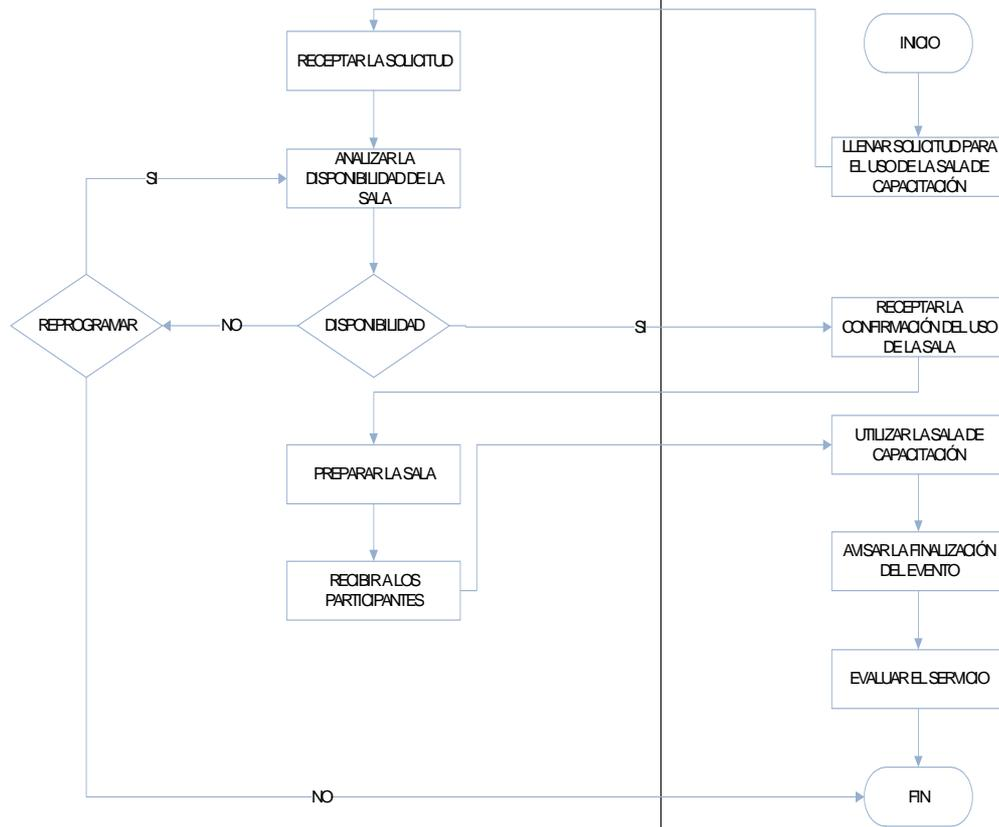 INICIO
RECEPTAR LA SOLICITUD
LLENAR SOLICITUD PARA
EL USO DE LA SALA DE
CAPACITACIÓN
ANALIZAR LA
DISPONIBILIDAD DE LA
SALA
SI
REPROGRAMAR
NO
DISPONIBILIDAD
SI
RECEPTAR LA
CONFIRMACIÓN DEL USO
DE LA SALA
PREPARAR LA SALA
UTILIZAR LA SALA DE
CAPACITACIÓN
RECIBIR A LOS
PARTICIPANTES
AVISAR LA FINALIZACIÓN
DEL EVENTO
EVALUAR EL SERVICIO
NO
FIN